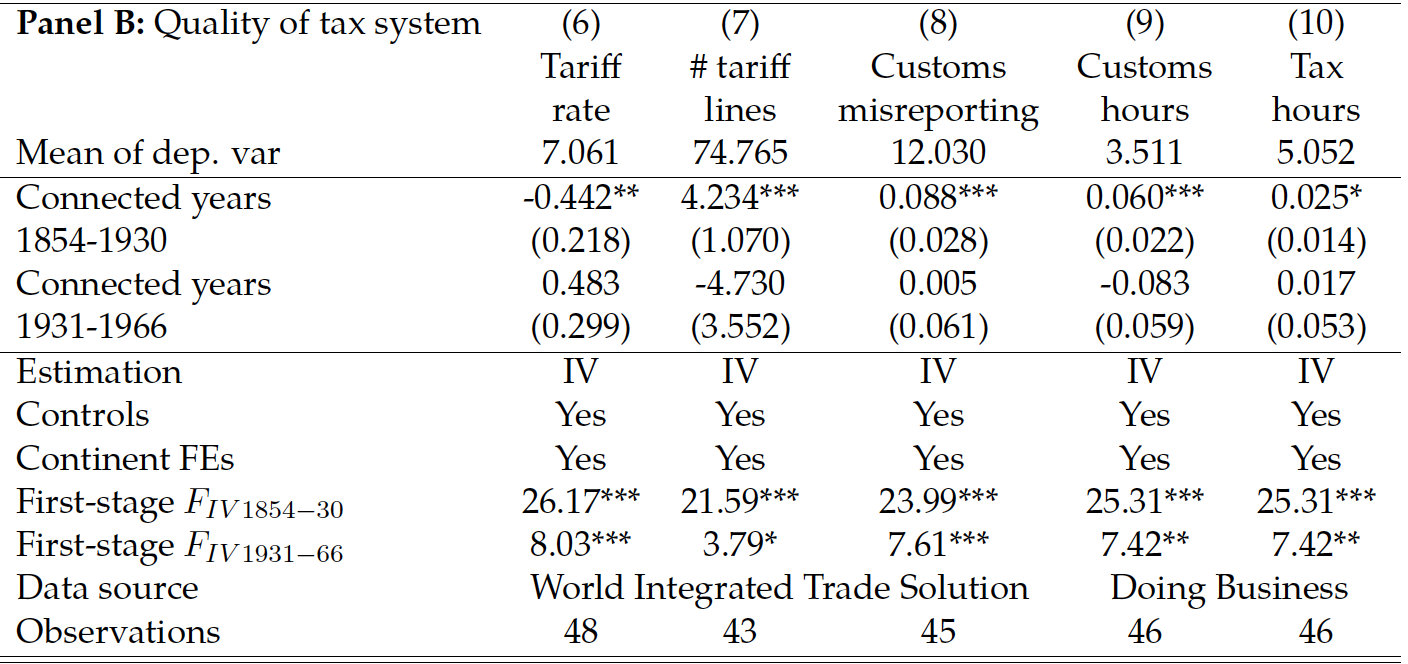 Panel B: Quality of tax system (6) (7) (8) (9) (10)
Tariff # tariff Customs Customs Tax
rate lines misreporting hours hours
Mean of dep. var 7.061 74.765 12.030 3.511 5.052
Connected years -0.442** 4.234*** 0.088*** 0.060*** 0.025*
1854-1930 (0.218) (1.070) (0.028) (0.022) (0.014)
Connected years 0.483 -4.730 0.005 -0.083 0.017
1931-1966 (0.299) (3.552) (0.061) (0.059) (0.053)
Estimation IV IV IV IV IV
Controls Yes Yes Yes Yes Yes
Continent FEs Yes Yes Yes Yes Yes
First-stage F_{IV1854−30} 26.17*** 21.59*** 23.99*** 25.31*** 25.31***
First-stage F_{IV1931−66} 8.03*** 3.79* 7.61*** 7.42** 7.42**
Data source World Integrated Trade Solution Doing Business
Observations 48 43 45 46 46